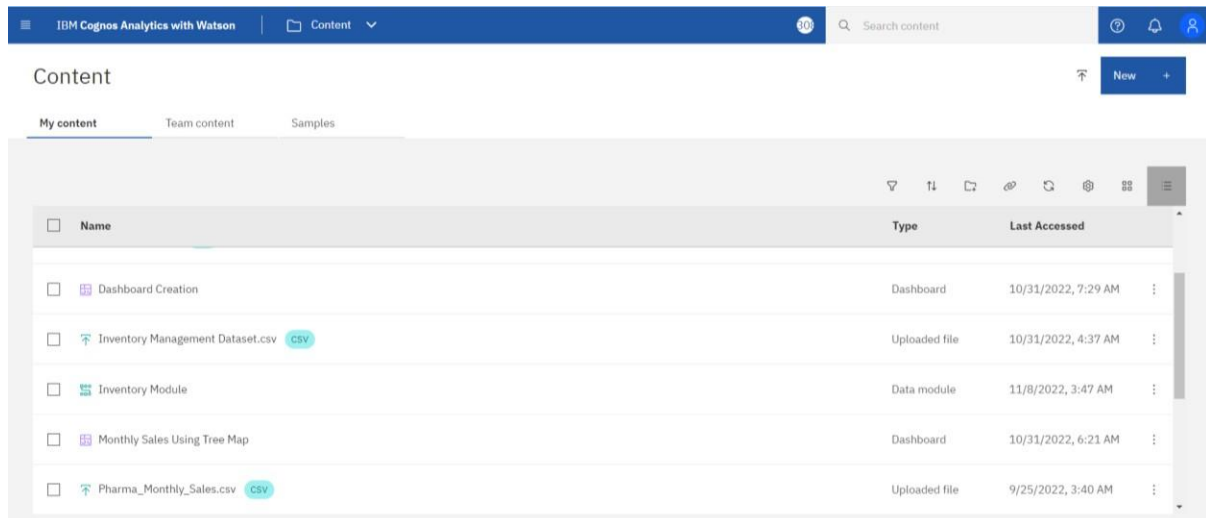 IBM Cognos Analytics with Watson Content 30 Search content
Content New +
My content Team content Samples
Name Type Last Accessed
Dashboard Creation Dashboard 10/31/2022, 7:29 AM
Inventory Management Dataset.csv CSV Uploaded file 10/31/2022, 4:37 AM
Inventory Module Data module 11/8/2022, 3:47 AM
Monthly Sales Using Tree Map Dashboard 10/31/2022, 6:21 AM
Pharma_Monthly_Sales.csv CSV Uploaded file 9/25/2022, 3:40 AM